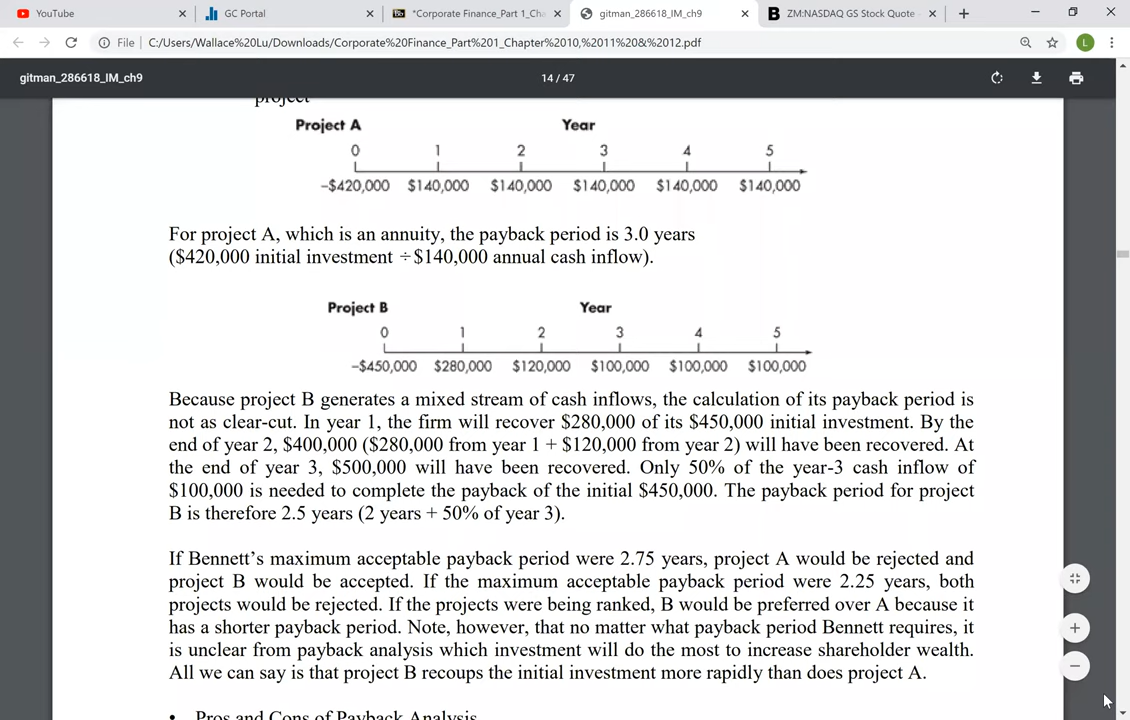 YouTube
GC Portal
*Corporate Finance_Part 1_Cha
gitman_286618_IM_ch9
ZM:NASDAQ GS Stock Quote
File
C:/Users/Wallace%20Lu/Downloads/Corporate%20Finance_Part%201_Chapter%2010,%2011%20&%2012.pdf
L
gitman_286618_IM_ch9
14 / 47
project
Project A Year
0 1 2 3 4 5
–$420,000 $140,000 $140,000 $140,000 $140,000 $140,000
For project A, which is an annuity, the payback period is 3.0 years
($420,000 initial investment ÷ $140,000 annual cash inflow).
Project B Year
0 1 2 3 4 5
–$450,000 $280,000 $120,000 $100,000 $100,000 $100,000
Because project B generates a mixed stream of cash inflows, the calculation of its payback period is
not as clear-cut. In year 1, the firm will recover $280,000 of its $450,000 initial investment. By the
end of year 2, $400,000 ($280,000 from year 1 + $120,000 from year 2) will have been recovered. At
the end of year 3, $500,000 will have been recovered. Only 50% of the year-3 cash inflow of
$100,000 is needed to complete the payback of the initial $450,000. The payback period for project
B is therefore 2.5 years (2 years + 50% of year 3).
If Bennett’s maximum acceptable payback period were 2.75 years, project A would be rejected and
project B would be accepted. If the maximum acceptable payback period were 2.25 years, both
projects would be rejected. If the projects were being ranked, B would be preferred over A because it
has a shorter payback period. Note, however, that no matter what payback period Bennett requires, it
is unclear from payback analysis which investment will do the most to increase shareholder wealth.
All we can say is that project B recoups the initial investment more rapidly than does project A.
• Pros and Cons of Payback Analysis